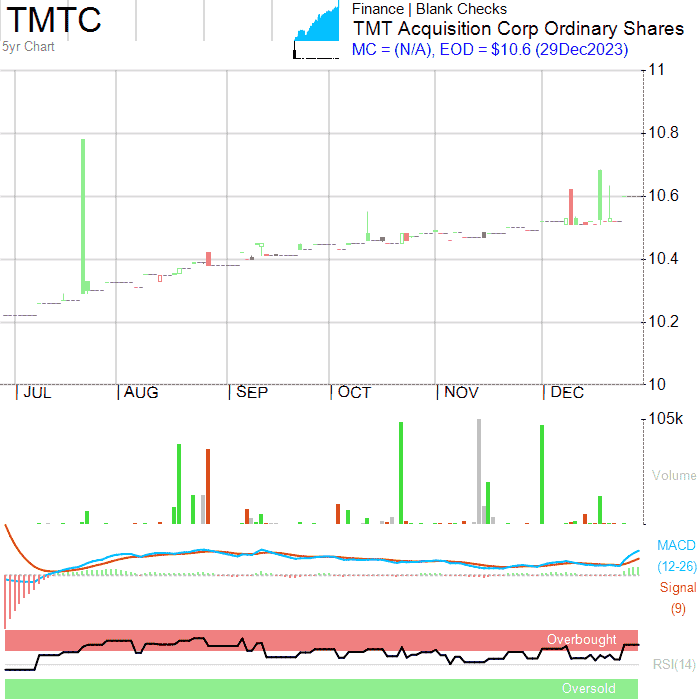 TMTC
5yr Chart
Finance | Blank Checks
TMT Acquisition Corp Ordinary Shares
MC = (N/A), EOD = $10.6 (29Dec2023)
11
10.8
10.6
10.4
10.2
10
JUL
AUG
SEP
OCT
NOV
DEC
105k
Volume
MACD
(12-26)
Signal
(9)
Overbought
RSI(14)
Oversold